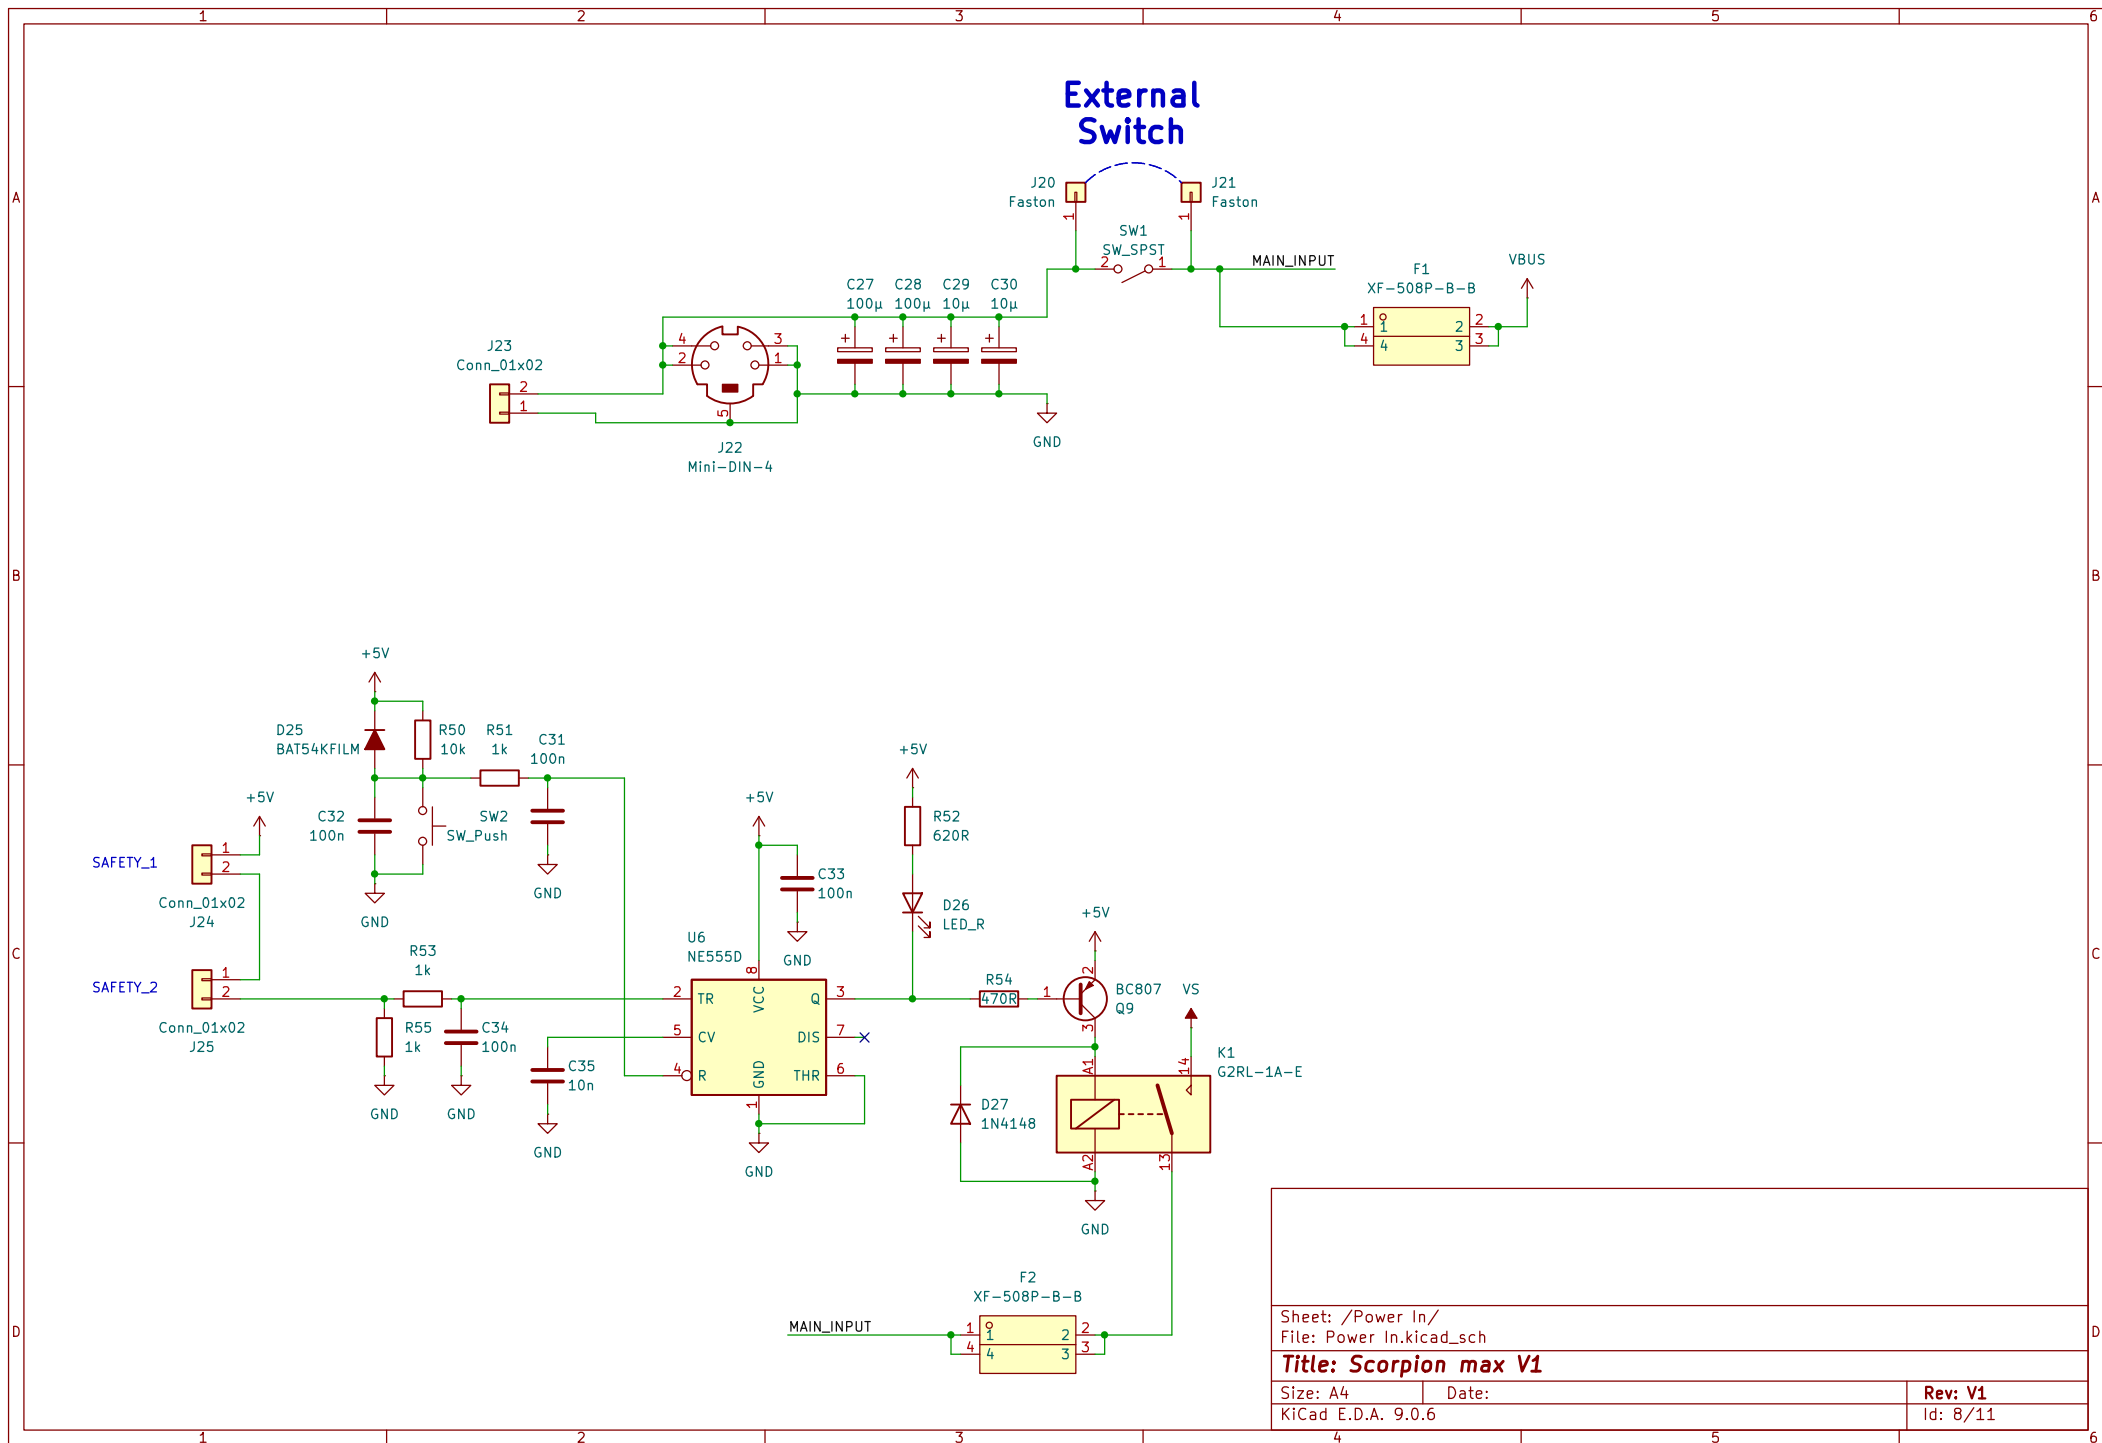 1 2 3 4 5 6
A A
B B
C C
D D
External
Switch
J20
Faston
1
J21
Faston
1
SW1
SW_SPST
2 1
MAIN_INPUT
F1
XF-508P-B-B
1 1 2 2
4 4 3 3
VBUS
C27
100µ
C28
100µ
C29
10µ
C30
10µ
+ + + +
J23
Conn_01x02
2
1
4 3
2 1
5
J22
Mini-DIN-4
GND
+5V
D25
BAT54KFILM
R50
10k
R51
1k
C31
100n
C32
100n
SW2
SW_Push
GND
GND
+5V
SAFETY_1
1
2
Conn_01x02
J24
SAFETY_2
1
2
Conn_01x02
J25
R53
1k
R55
1k
C34
100n
GND
GND
C35
10n
GND
+5V
C33
100n
GND
U6
NE555D
8
VCC
2 TR Q 3
5 CV DIS 7
4 R THR 6
GND
1
GND
+5V
R52
620R
D26
LED_R
R54
470R
+5V
2
1
3
BC807
Q9
VS
K1
G2RL-1A-E
A1 14
A2 13
D27
1N4148
GND
F2
XF-508P-B-B
MAIN_INPUT
1 1 2 2
4 4 3 3
Sheet: /Power In/
File: Power In.kicad_sch
Title: Scorpion max V1
Size: A4 Date: Rev: V1
KiCad E.D.A. 9.0.6 Id: 8/11
1 2 3 4 5 6